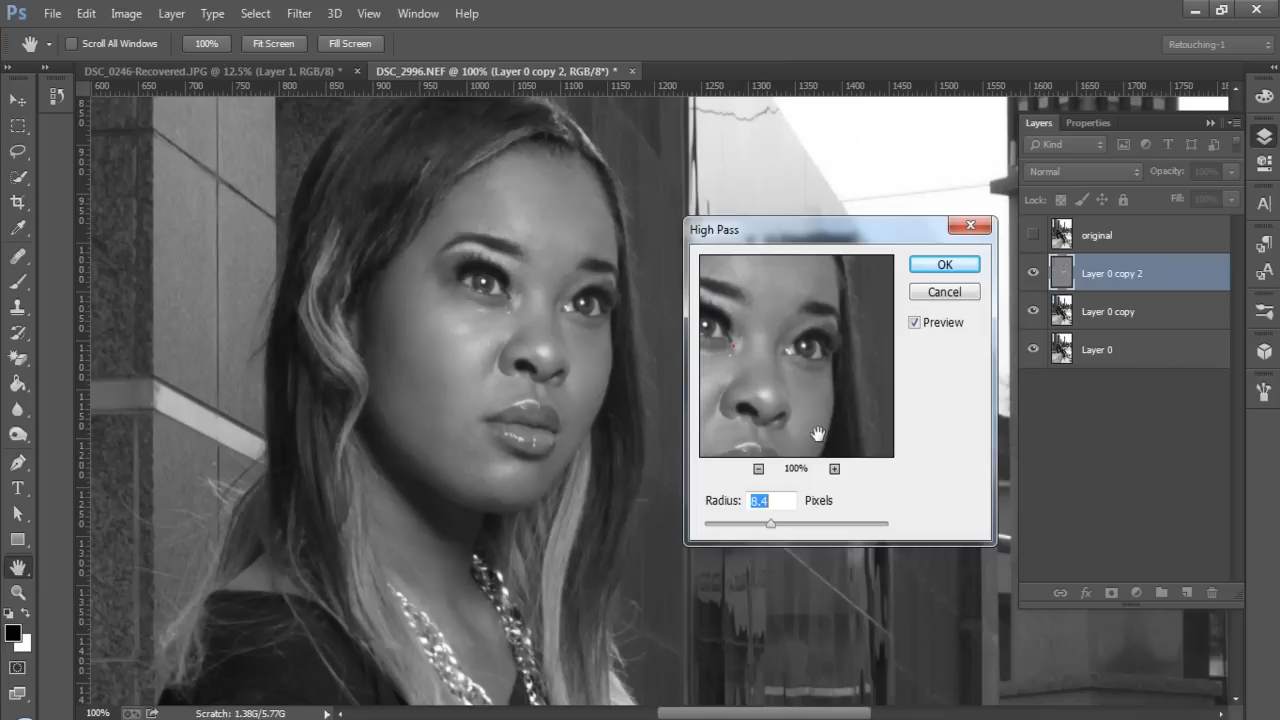 Ps File Edit Image Layer Type Select Filter 3D View Window Help
Scroll All Windows 100% Fit Screen Fill Screen Retouching-1
DSC_0246-Recovered.JPG @ 12.5% (Layer 1, RGB/8) * × DSC_2996.NEF @ 100% (Layer 0 copy 2, RGB/8*) * ×
600 650 700 750 800 850 900 950 1000 1050 1100 1150 1200 1250 1300 1350 1400 1450 1500 1550 1600 1650 1700 1750
Layers Properties
Kind
Normal Opacity: 100%
Lock: Fill: 100%
original
Layer 0 copy 2
Layer 0 copy
Layer 0
High Pass
OK
Cancel
Preview
100%
Radius: 8.4 Pixels
100% Scratch: 1.38G/5.77G